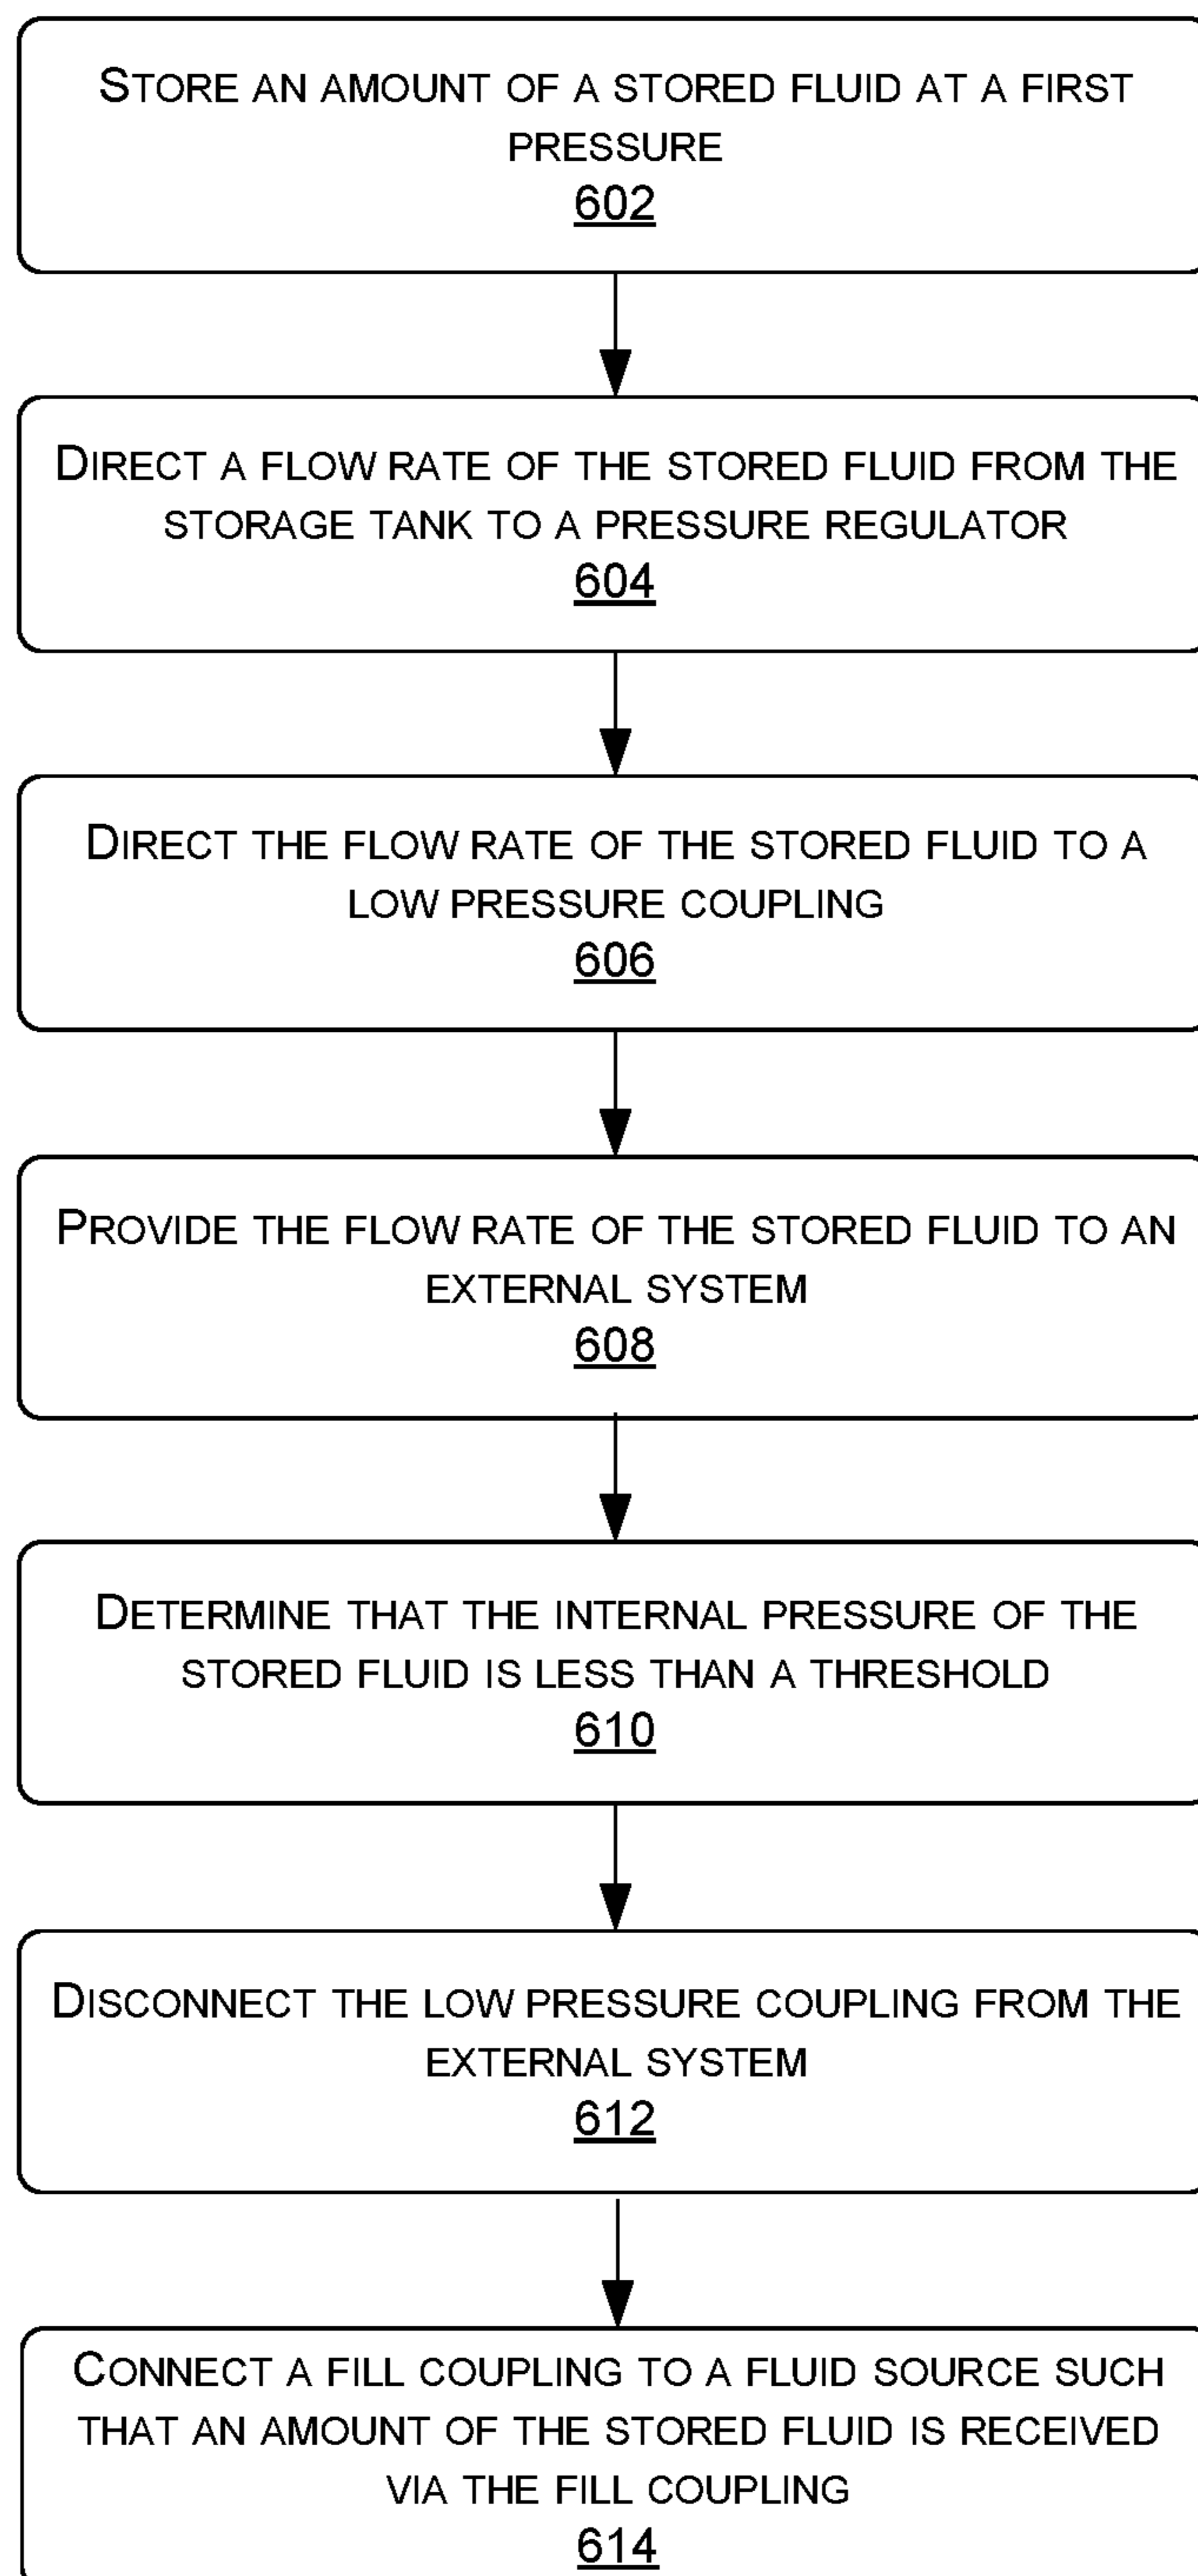 STORE AN AMOUNT OF A STORED FLUID AT A FIRST
PRESSURE
602
DIRECT A FLOW RATE OF THE STORED FLUID FROM THE
STORAGE TANK TO A PRESSURE REGULATOR
604
DIRECT THE FLOW RATE OF THE STORED FLUID TO A
LOW PRESSURE COUPLING
606
PROVIDE THE FLOW RATE OF THE STORED FLUID TO AN
EXTERNAL SYSTEM
608
DETERMINE THAT THE INTERNAL PRESSURE OF THE
STORED FLUID IS LESS THAN A THRESHOLD
610
DISCONNECT THE LOW PRESSURE COUPLING FROM THE
EXTERNAL SYSTEM
612
CONNECT A FILL COUPLING TO A FLUID SOURCE SUCH
THAT AN AMOUNT OF THE STORED FLUID IS RECEIVED
VIA THE FILL COUPLING
614